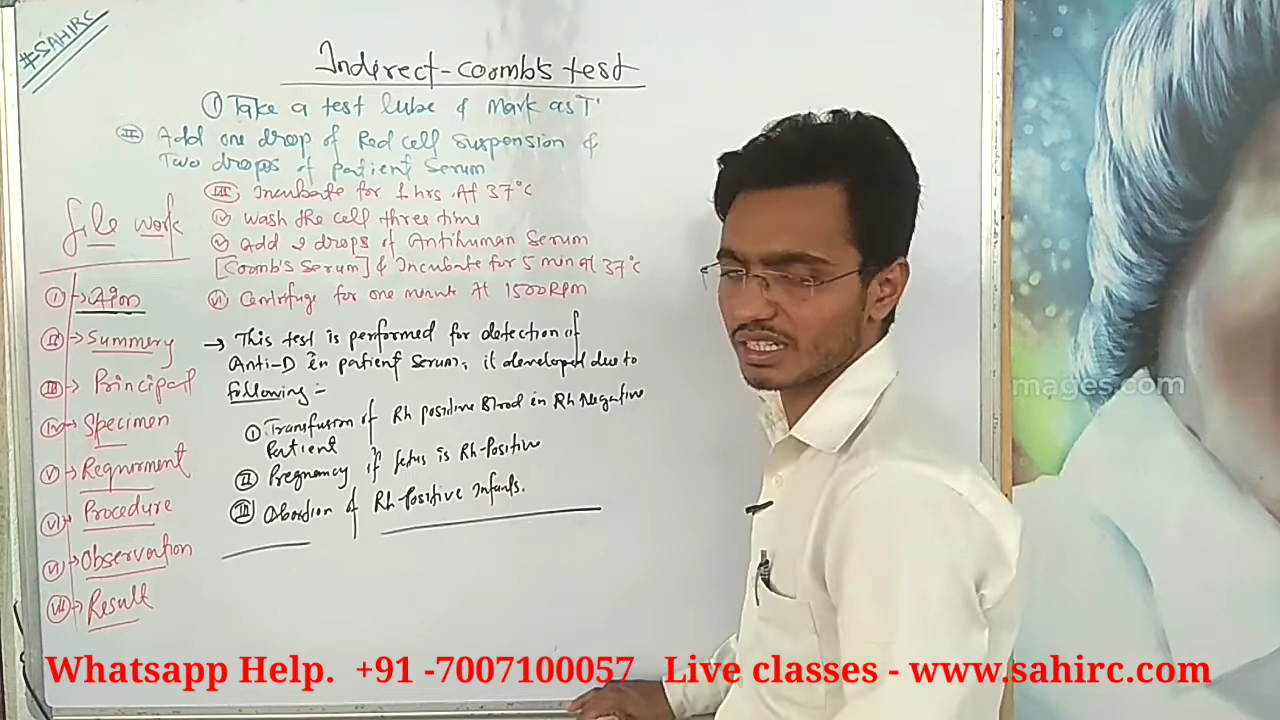 #SAHIRC
Indirect-Coomb's test
① Take a test tube & Mark as T'
② Add one drop of Red cell suspension &
Two drops of patient serum
III Incubate for 1 hrs. At 37°C
IV Wash the cell three time
V Add 2 drops of Antihuman Serum
[Coomb's Serum] & Incubate for 5 min at 37°C
VI Centrifuge for one minute At 1500RPM
→ This test is performed for detection of
Anti-D in patient Serum, it developed due to
following :-
① Transfusion of Rh positive Blood in Rh Negative
Patient
II Pregnancy if fetus is Rh-Positive
III Abortion of Rh-Positive Infants.
File work
I → Aion
II → Summery
III → Principal
IV → Specimen
V → Requirment
VI → Procedure
VI → Observation
VII → Result
mages.com
Whatsapp Help. +91 -7007100057 Live classes - www.sahirc.com